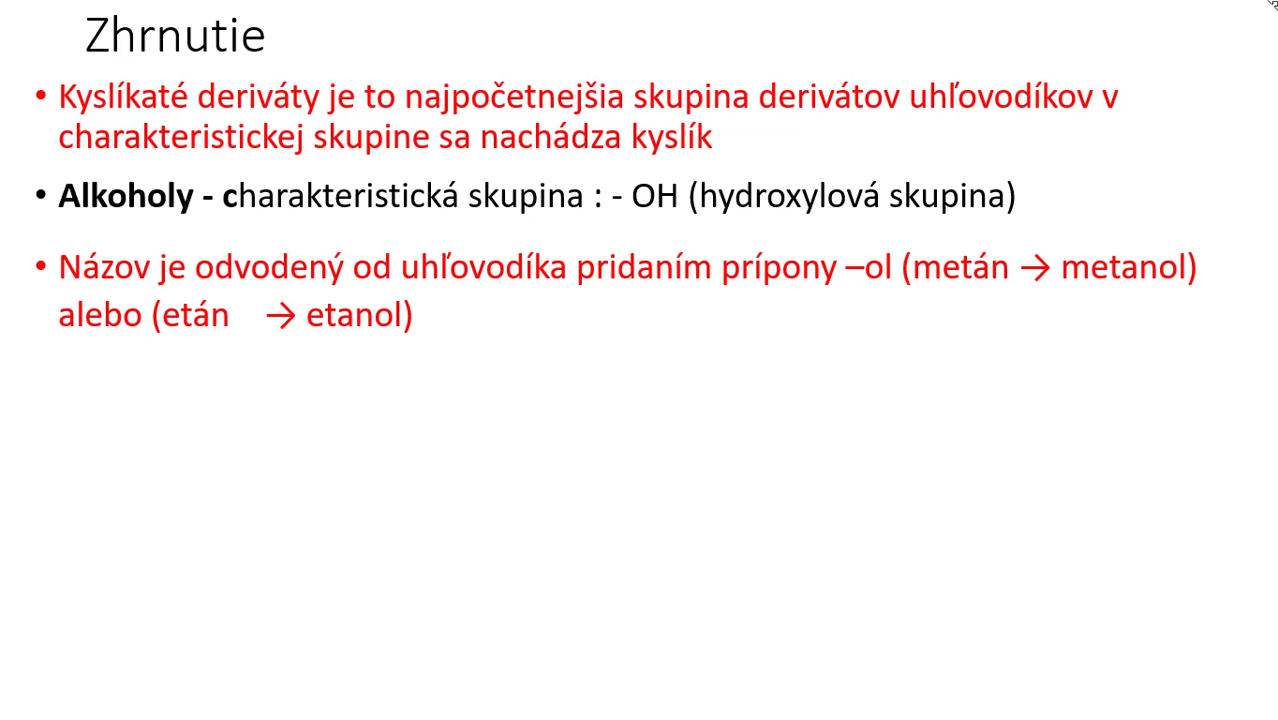 Zhrnutie
• Kyslíkaté deriváty je to najpočetnejšia skupina derivátov uhľovodíkov v
charakteristickej skupine sa nachádza kyslík
• Alkoholy - charakteristická skupina : - OH (hydroxylová skupina)
• Názov je odvodený od uhľovodíka pridaním prípony –ol (metán → metanol)
alebo (etán → etanol)